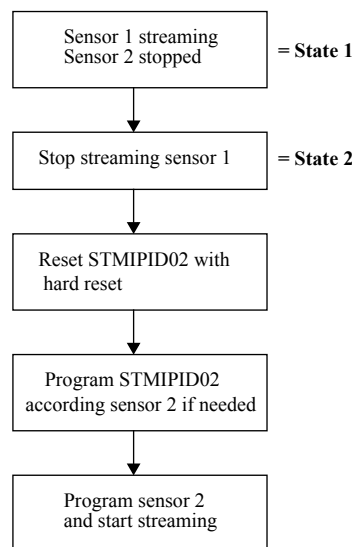 Sensor 1 streaming
Sensor 2 stopped
= State 1
Stop streaming sensor 1
= State 2
Reset STMIPID02 with
hard reset
Program STMIPID02
according sensor 2 if needed
Program sensor 2
and start streaming